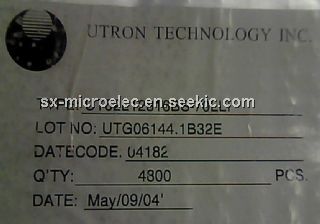 UTRON TECHNOLOGY INC.
sx-microelec.en.seekic.com
LOT NO: UTG06144.1B32E
DATECODE. 04182
Q'TY: 4800 PCS.
DATE: May/09/04'